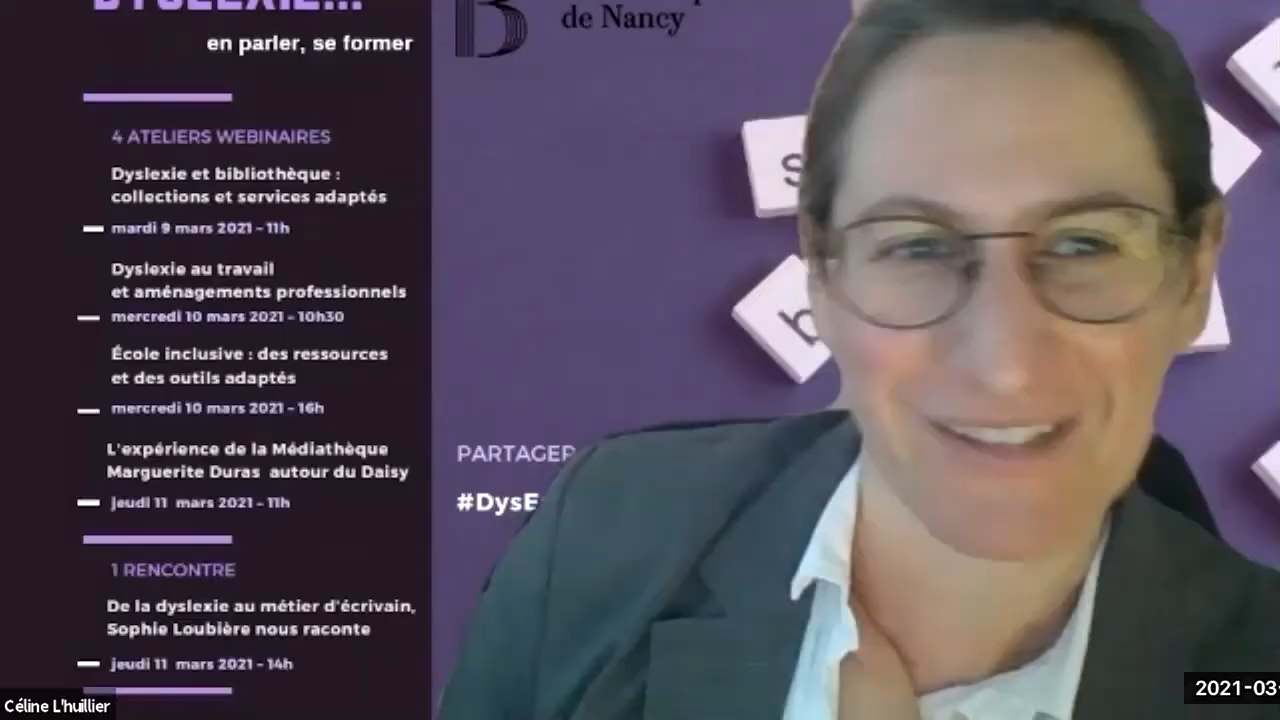 DYSLEXIE...
en parler, se former
4 ATELIERS WEBINAIRES
Dyslexie et bibliothèque :
collections et services adaptés
mardi 9 mars 2021 - 11h
Dyslexie au travail
et aménagements professionnels
mercredi 10 mars 2021 - 10h30
École inclusive : des ressources
et des outils adaptés
mercredi 10 mars 2021 - 16h
L'expérience de la Médiathèque
Marguerite Duras autour du Daisy
jeudi 11 mars 2021 - 11h
1 RENCONTRE
De la dyslexie au métier d'écrivain,
Sophie Loubière nous raconte
jeudi 11 mars 2021 - 14h
B
de Nancy
s
b
PARTAGER
#DysE
Céline L'huillier
2021-03